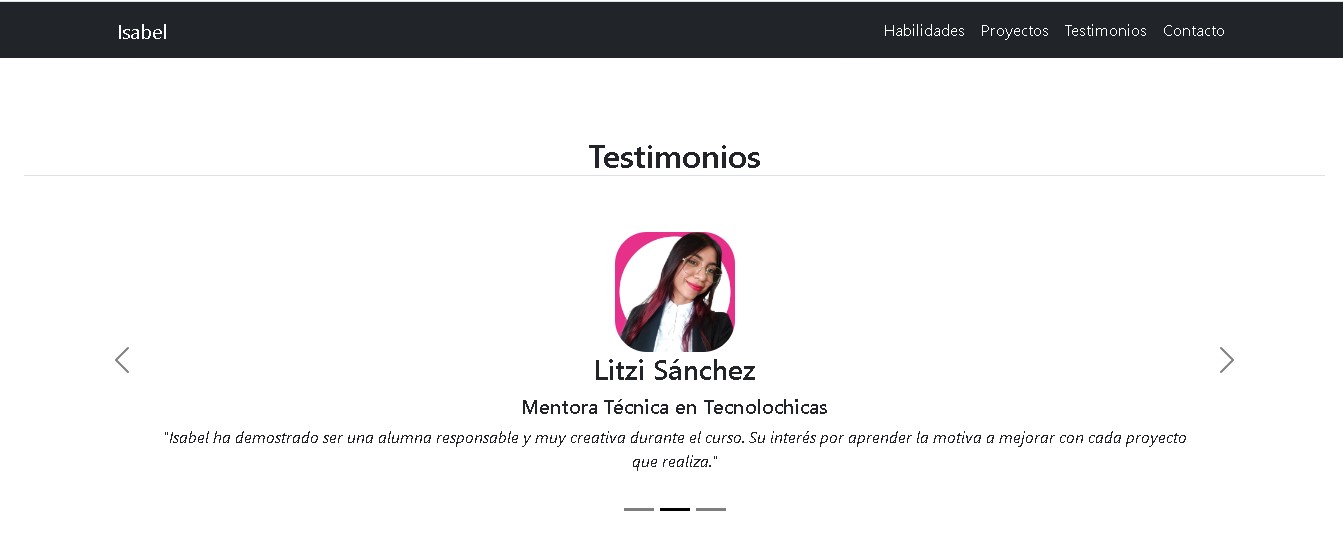 Isabel
Habilidades Proyectos Testimonios Contacto
Testimonios
Litzi Sánchez
Mentora Técnica en Tecnolochicas
"Isabel ha demostrado ser una alumna responsable y muy creativa durante el curso. Su interés por aprender la motiva a mejorar con cada proyecto
que realiza."